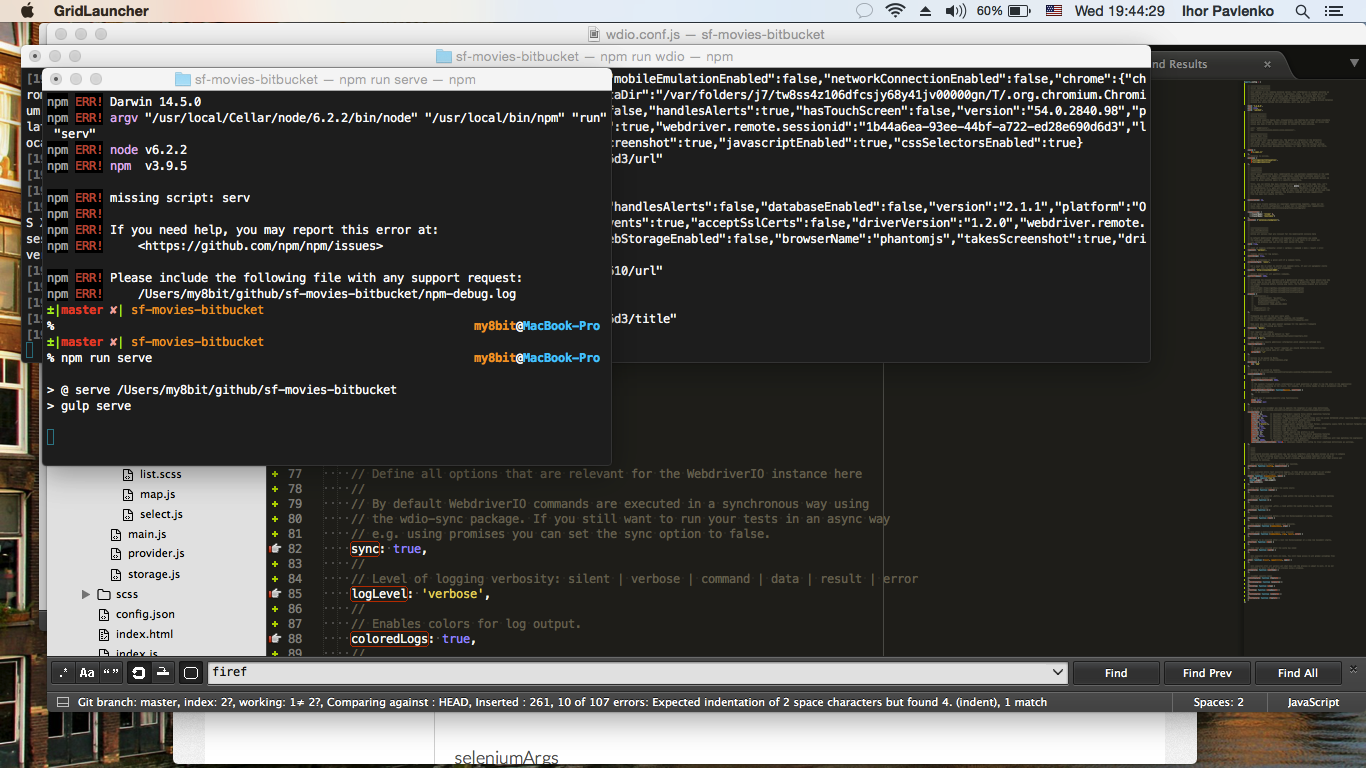 GridLauncher
60%
Wed 19:44:29
Ihor Pavlenko
wdio.conf.js — sf-movies-bitbucket
sf-movies-bitbucket — npm run wdio — npm
nd Results
sf-movies-bitbucket — npm run serve — npm
npm ERR! Darwin 14.5.0
npm ERR! argv "/usr/local/Cellar/node/6.2.2/bin/node" "/usr/local/bin/npm" "run"
"serv"
npm ERR! node v6.2.2
npm ERR! npm  v3.9.5
npm ERR! missing script: serv
npm ERR!
npm ERR! If you need help, you may report this error at:
npm ERR!     <https://github.com/npm/npm/issues>
npm ERR! Please include the following file with any support request:
npm ERR!     /Users/my8bit/github/sf-movies-bitbucket/npm-debug.log
±|master ✘| sf-movies-bitbucket
% my8bit@MacBook-Pro
±|master ✘| sf-movies-bitbucket
% npm run serve my8bit@MacBook-Pro
> @ serve /Users/my8bit/github/sf-movies-bitbucket
> gulp serve
mobileEmulationEnabled":false,"networkConnectionEnabled":false,"chrome":{"ch
taDir":"/var/folders/j7/tw8ss4z106dfcsjy68y41jv00000gn/T/.org.chromium.Chromi
alse,"handlesAlerts":true,"hasTouchScreen":false,"version":"54.0.2840.98","p
:true,"webdriver.remote.sessionid":"1b44a6ea-93ee-44bf-a722-ed28e690d6d3","l
reenshot":true,"javascriptEnabled":true,"cssSelectorsEnabled":true}
6d3/url"
handlesAlerts":false,"databaseEnabled":false,"version":"2.1.1","platform":"O
vents":true,"acceptSslCerts":false,"driverVersion":"1.2.0","webdriver.remote.
ebStorageEnabled":false,"browserName":"phantomjs","takesScreenshot":true,"dri
610/url"
6d3/title"
list.scss
map.js
select.js
main.js
provider.js
storage.js
scss
config.json
index.html
index.js
77 // Define all options that are relevant for the WebdriverIO instance here
78 //
79 // By default WebdriverIO commands are executed in a synchronous way using
80 // the wdio-sync package. If you still want to run your tests in an async way
81 // e.g. using promises you can set the sync option to false.
82 sync: true,
83 //
84 // Level of logging verbosity: silent | verbose | command | data | result | error
85 logLevel: 'verbose',
86 //
87 // Enables colors for log output.
88 coloredLogs: true,
89 //
.* Aa “ ”
firef
Find
Find Prev
Find All
Git branch: master, index: 2?, working: 1≠ 2?, Comparing against : HEAD, Inserted : 261, 10 of 107 errors: Expected indentation of 2 space characters but found 4. (indent), 1 match
Spaces: 2
JavaScript
seleniumArgs